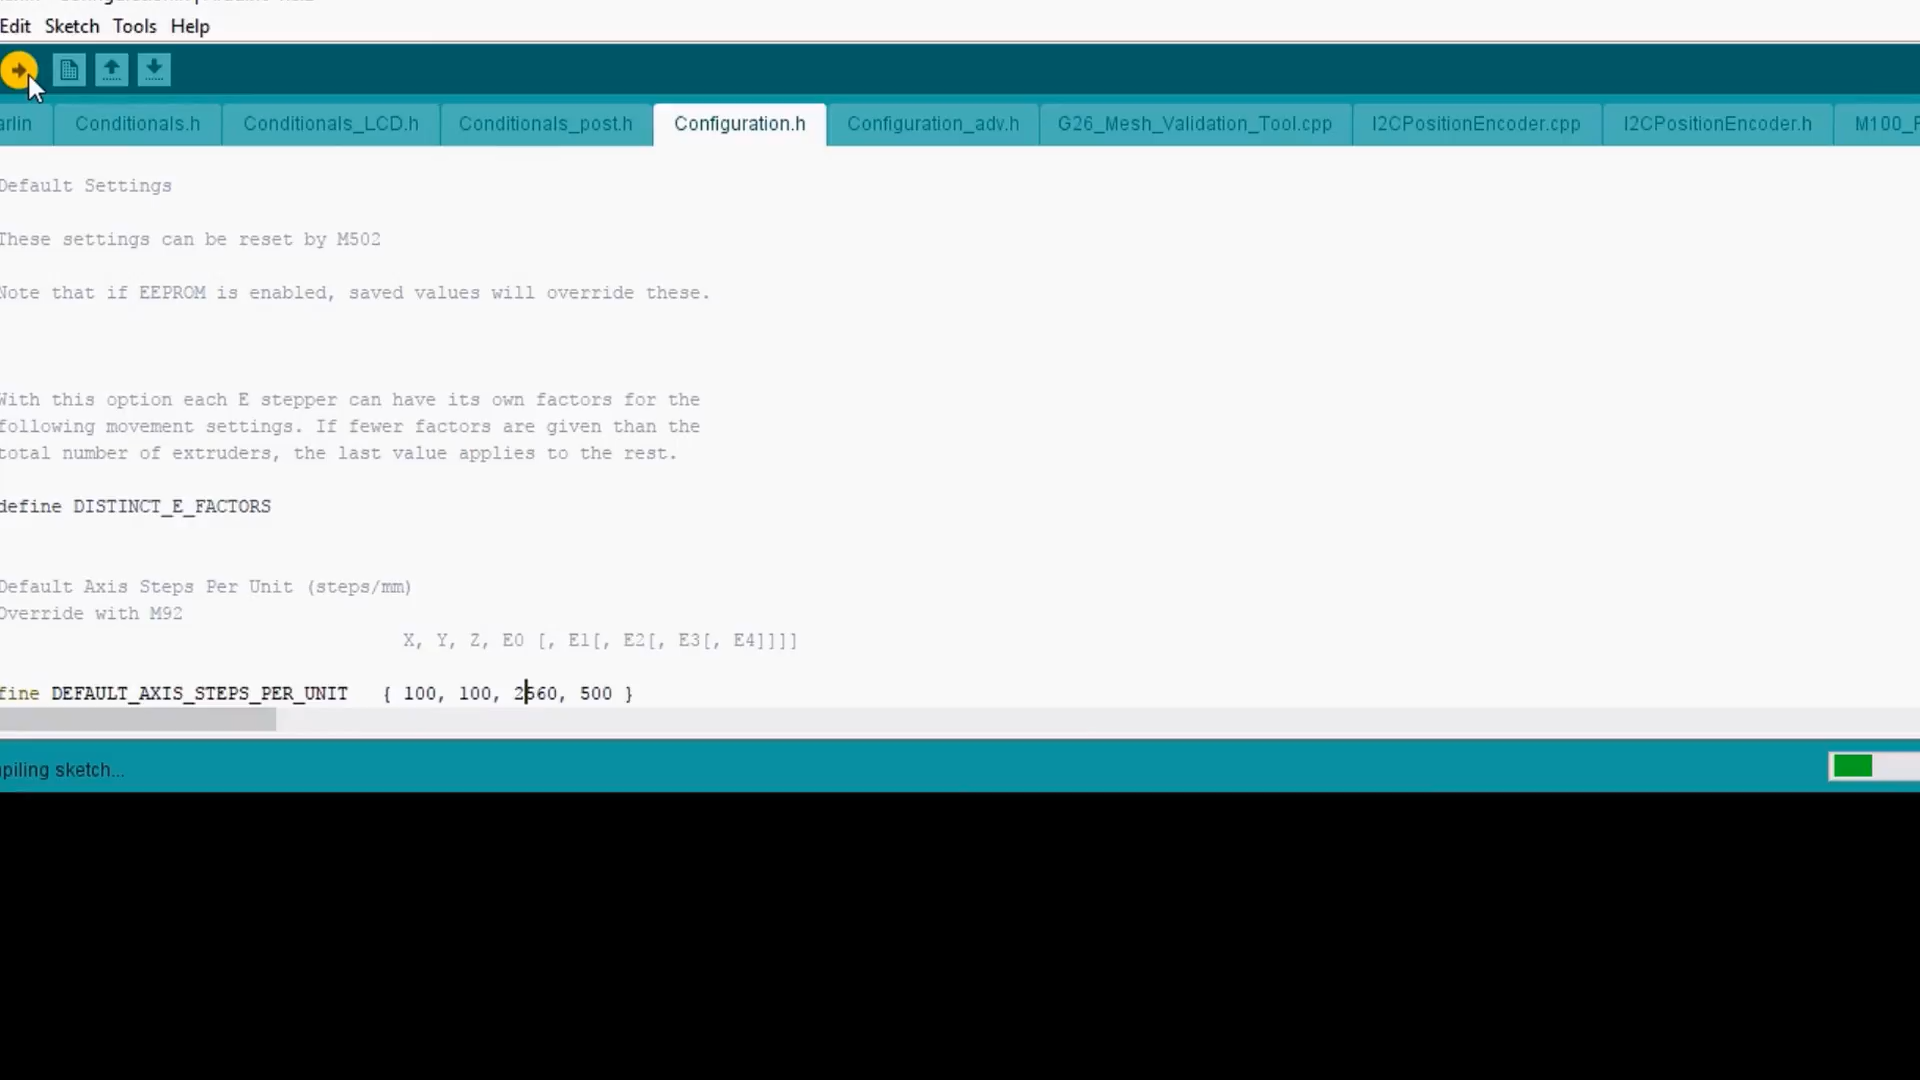 Edit Sketch Tools Help
arlin Conditionals.h Conditionals_LCD.h Conditionals_post.h Configuration.h Configuration_adv.h G26_Mesh_Validation_Tool.cpp I2CPositionEncoder.cpp I2CPositionEncoder.h M100_F
Default Settings
These settings can be reset by M502
Note that if EEPROM is enabled, saved values will override these.
With this option each E stepper can have its own factors for the
following movement settings. If fewer factors are given than the
total number of extruders, the last value applies to the rest.
define DISTINCT_E_FACTORS
Default Axis Steps Per Unit (steps/mm)
Override with M92
X, Y, Z, E0 [, E1[, E2[, E3[, E4]]]]
fine DEFAULT_AXIS_STEPS_PER_UNIT { 100, 100, 2560, 500 }
piling sketch...